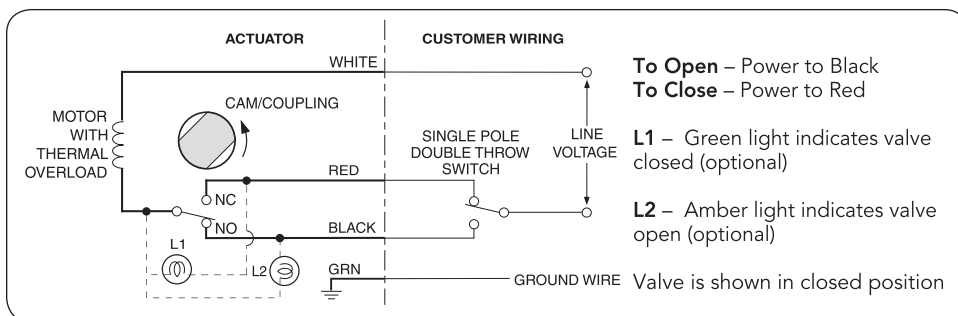 ACTUATOR
CUSTOMER WIRING
WHITE
CAM/COUPLING
MOTOR
WITH
THERMAL
OVERLOAD
SINGLE POLE
DOUBLE THROW
SWITCH
LINE
VOLTAGE
RED
NC
NO
BLACK
L1
L2
GRN
GROUND WIRE
To Open – Power to Black
To Close – Power to Red
L1 – Green light indicates valve
closed (optional)
L2 – Amber light indicates valve
open (optional)
Valve is shown in closed position